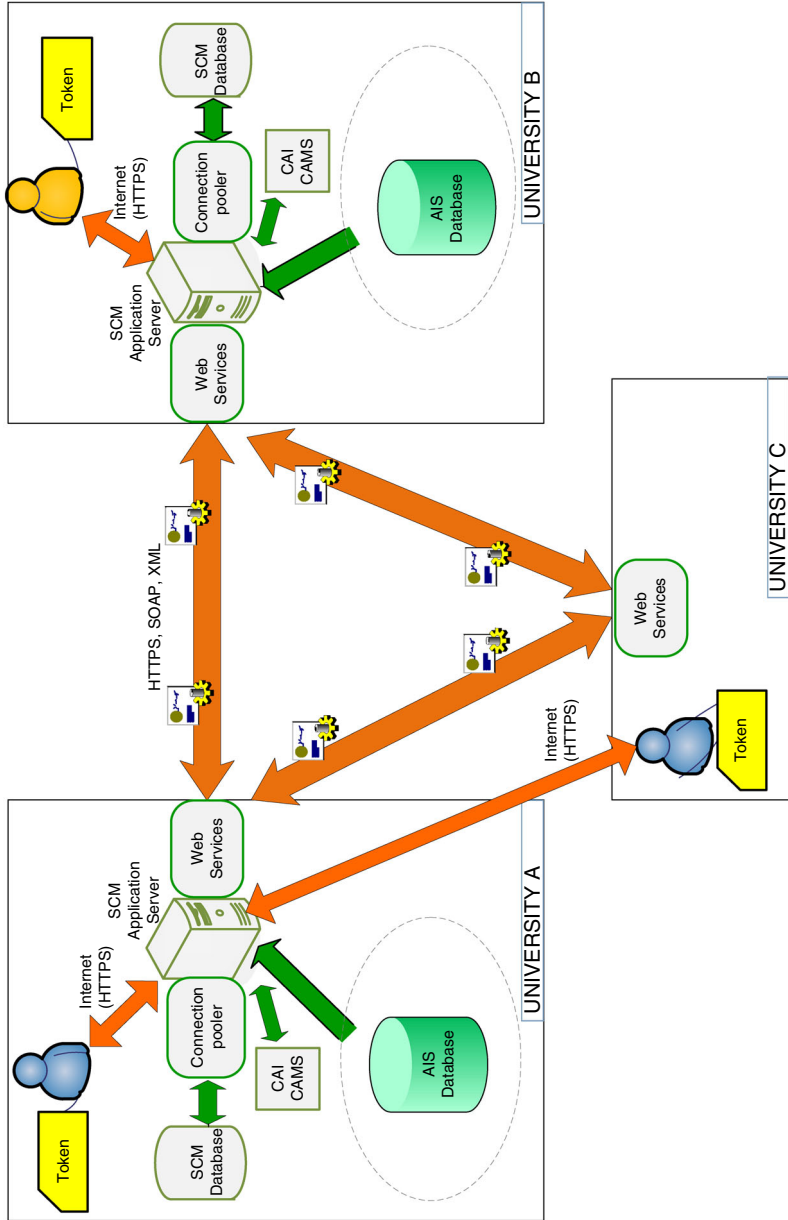 Token
Internet
(HTTPS)
SCM
Application
Server
SCM
Database
Connection
pooler
Web
Services
CAI
CAMS
AIS
Database
UNIVERSITY A
HTTPS, SOAP, XML
Token
Internet
(HTTPS)
SCM
Application
Server
Web
Services
Connection
pooler
SCM
Database
CAI
CAMS
AIS
Database
UNIVERSITY B
Internet
(HTTPS)
Token
Web
Services
UNIVERSITY C